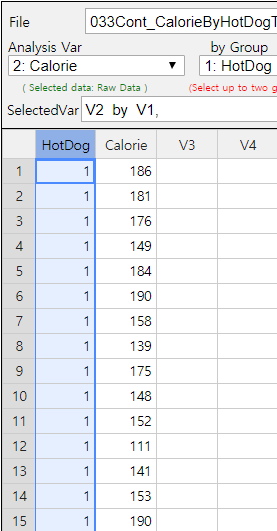 File 033Cont_CalorieByHotDogT
Analysis Var by Group
2: Calorie ▼ 1: HotDog
( Selected data: Raw Data ) (Select up to two g
SelectedVar V2 by V1,
HotDog Calorie V3 V4
1 1 186
2 1 181
3 1 176
4 1 149
5 1 184
6 1 190
7 1 158
8 1 139
9 1 175
10 1 148
11 1 152
12 1 111
13 1 141
14 1 153
15 1 190